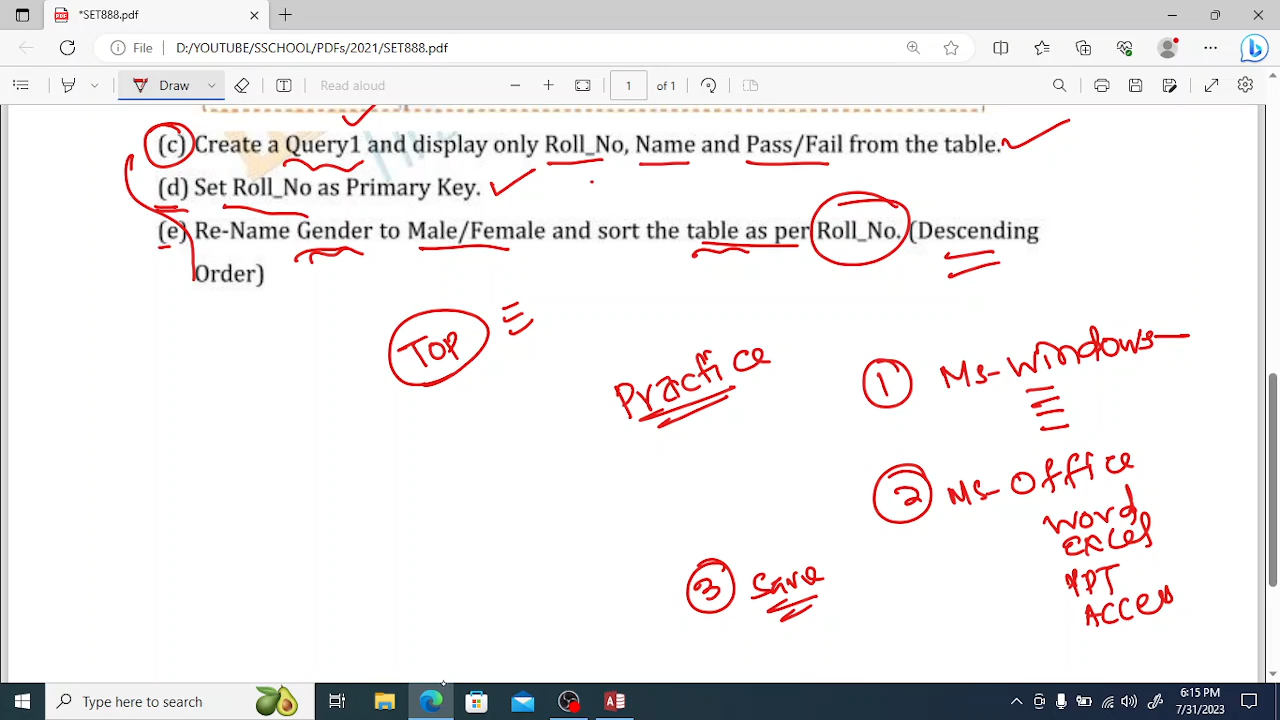 *SET888.pdf
File D:/YOUTUBE/SSCHOOL/PDFs/2021/SET888.pdf
Draw Read aloud 1 of 1
(c) Create a Query1 and display only Roll_No, Name and Pass/Fail from the table.
(d) Set Roll_No as Primary Key.
(e) Re-Name Gender to Male/Female and sort the table as per Roll_No. (Descending
Order)
TOP
Practice
1 Ms-Windows
2 Ms-Office
Word
Excel
PPT
Access
3 Save
Type here to search
6:15 PM
7/31/2023